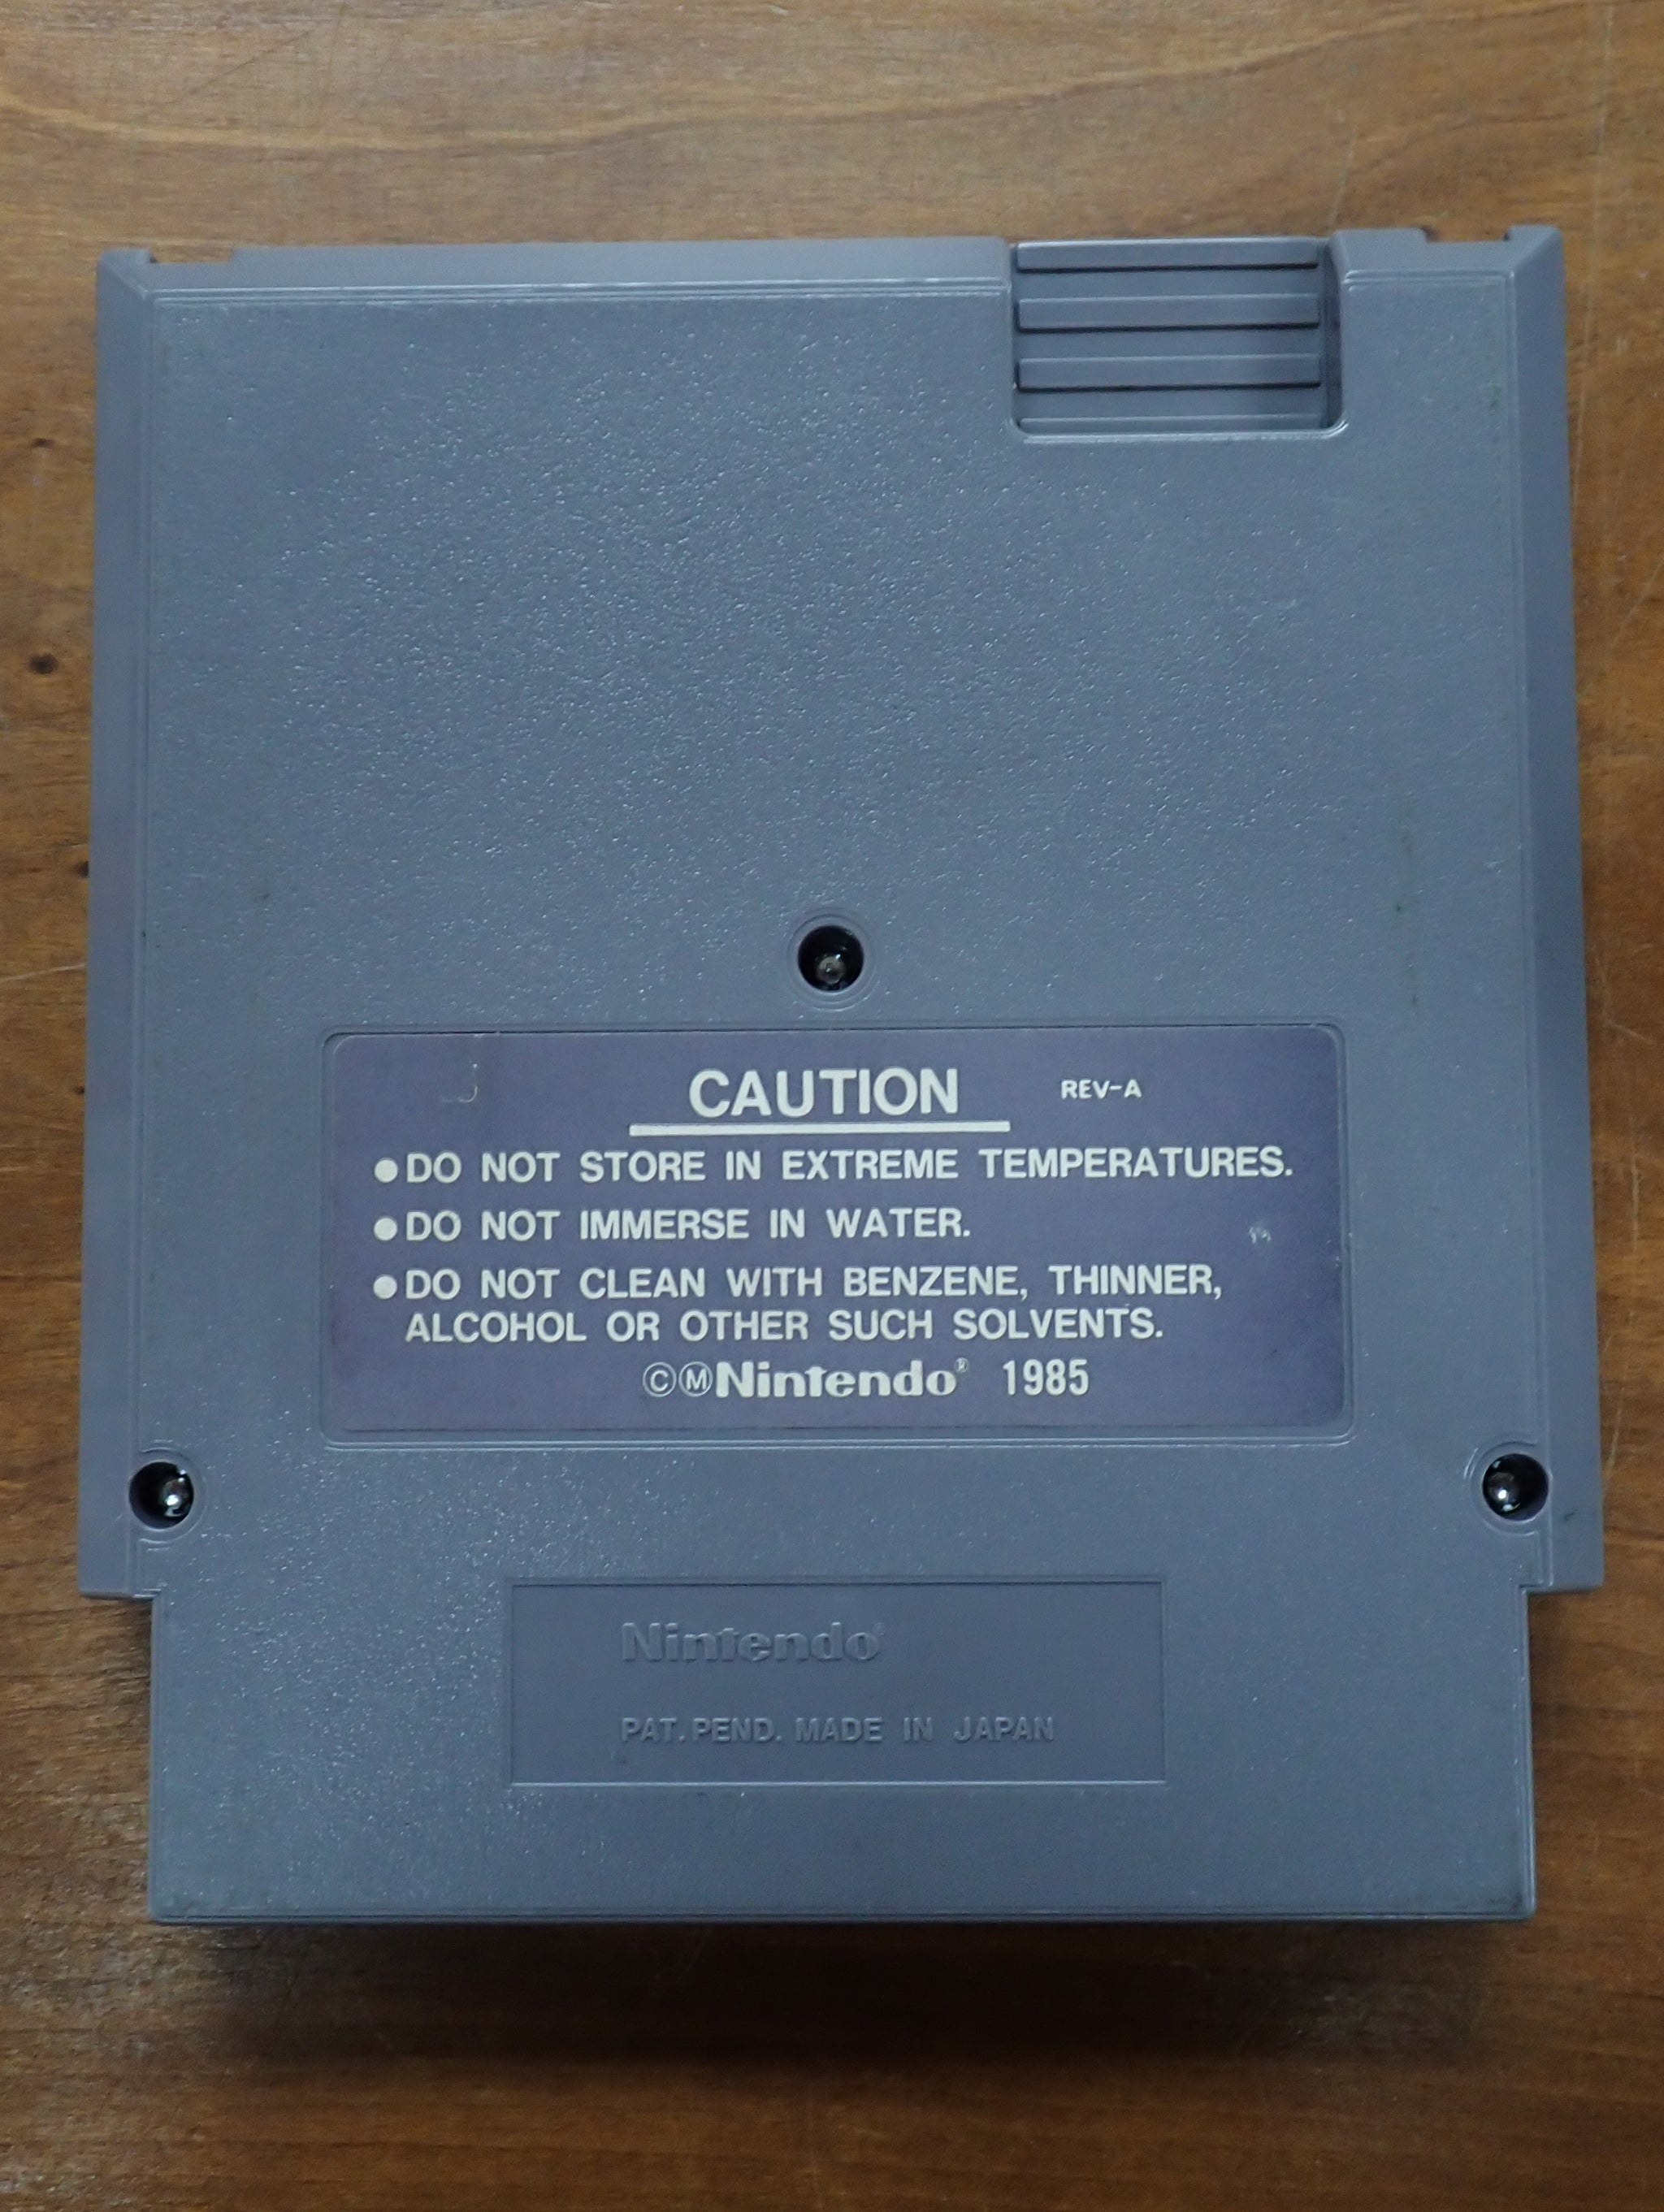 CAUTION REV-A
●DO NOT STORE IN EXTREME TEMPERATURES.
●DO NOT IMMERSE IN WATER.
●DO NOT CLEAN WITH BENZENE, THINNER,
ALCOHOL OR OTHER SUCH SOLVENTS.
ⒸⓂNintendo® 1985
Nintendo®
PAT. PEND. MADE IN JAPAN